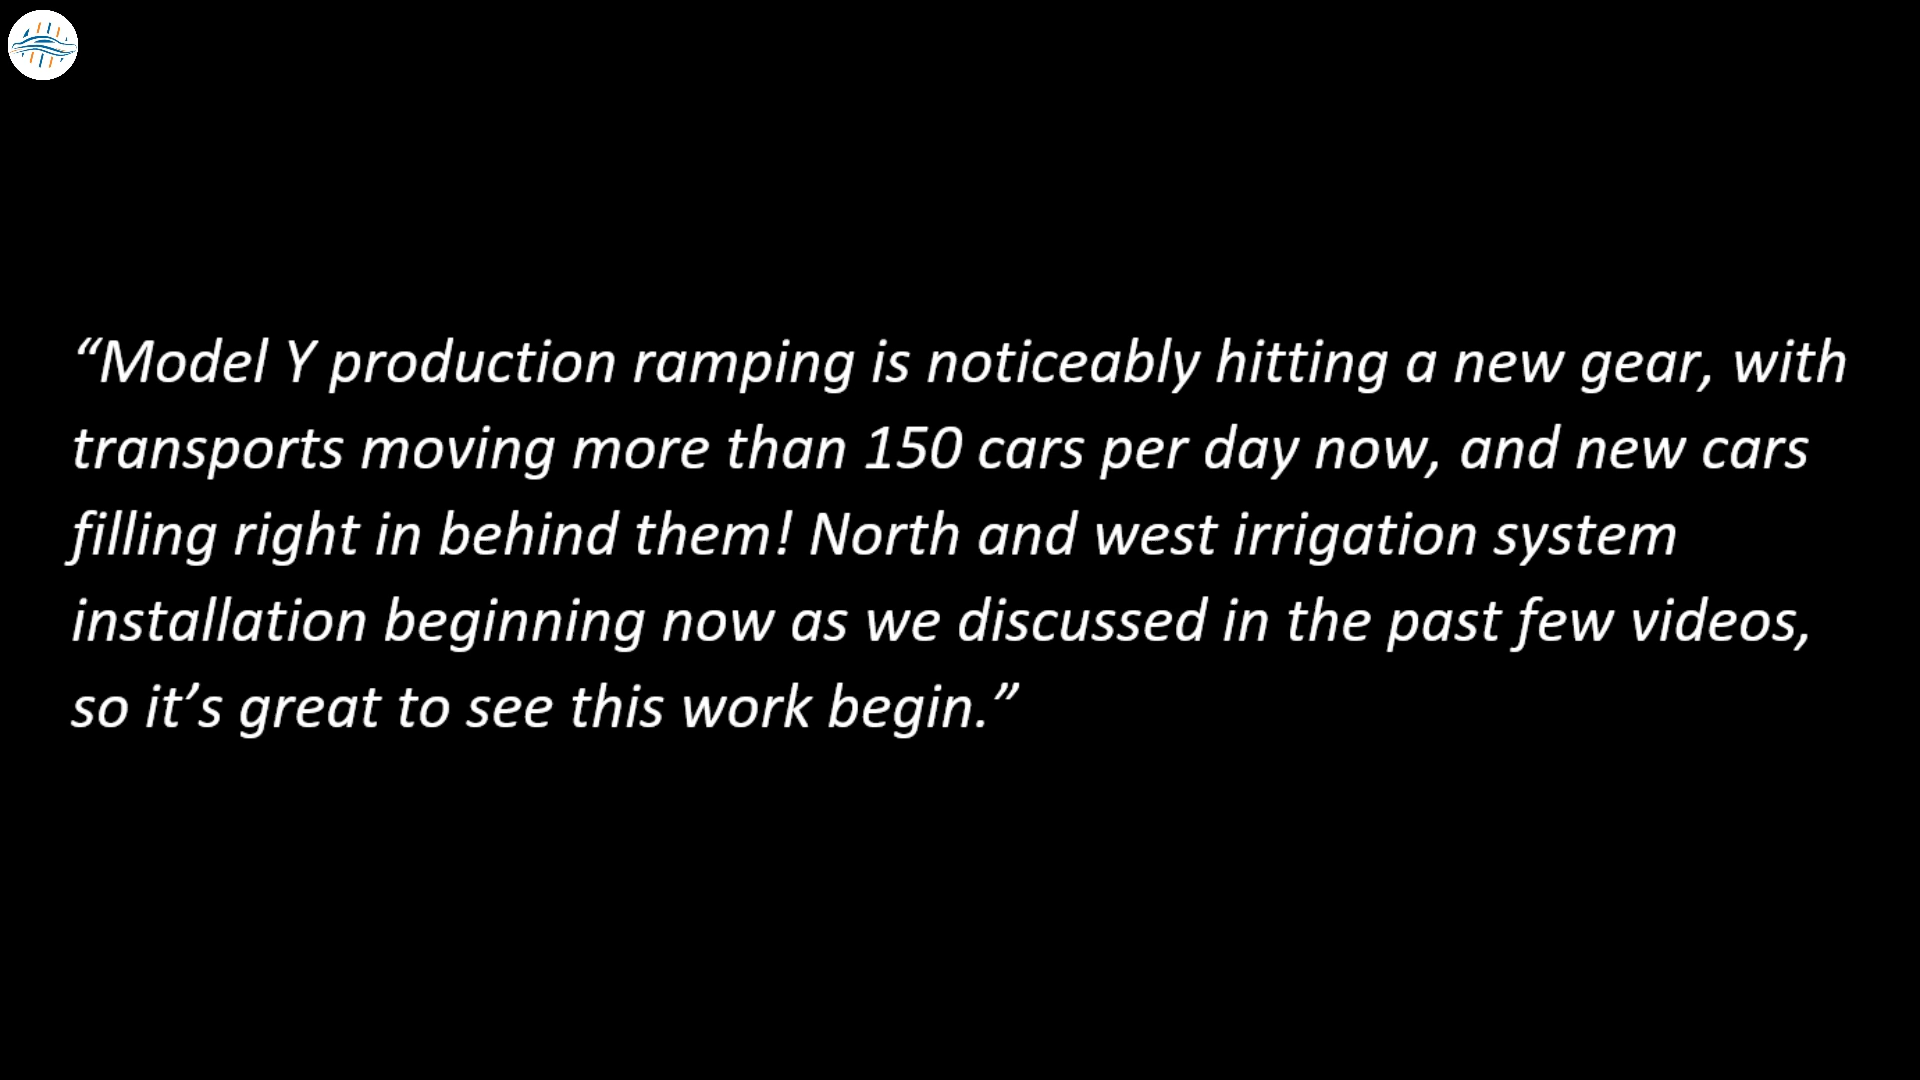 “Model Y production ramping is noticeably hitting a new gear, with
transports moving more than 150 cars per day now, and new cars
filling right in behind them! North and west irrigation system
installation beginning now as we discussed in the past few videos,
so it’s great to see this work begin.”